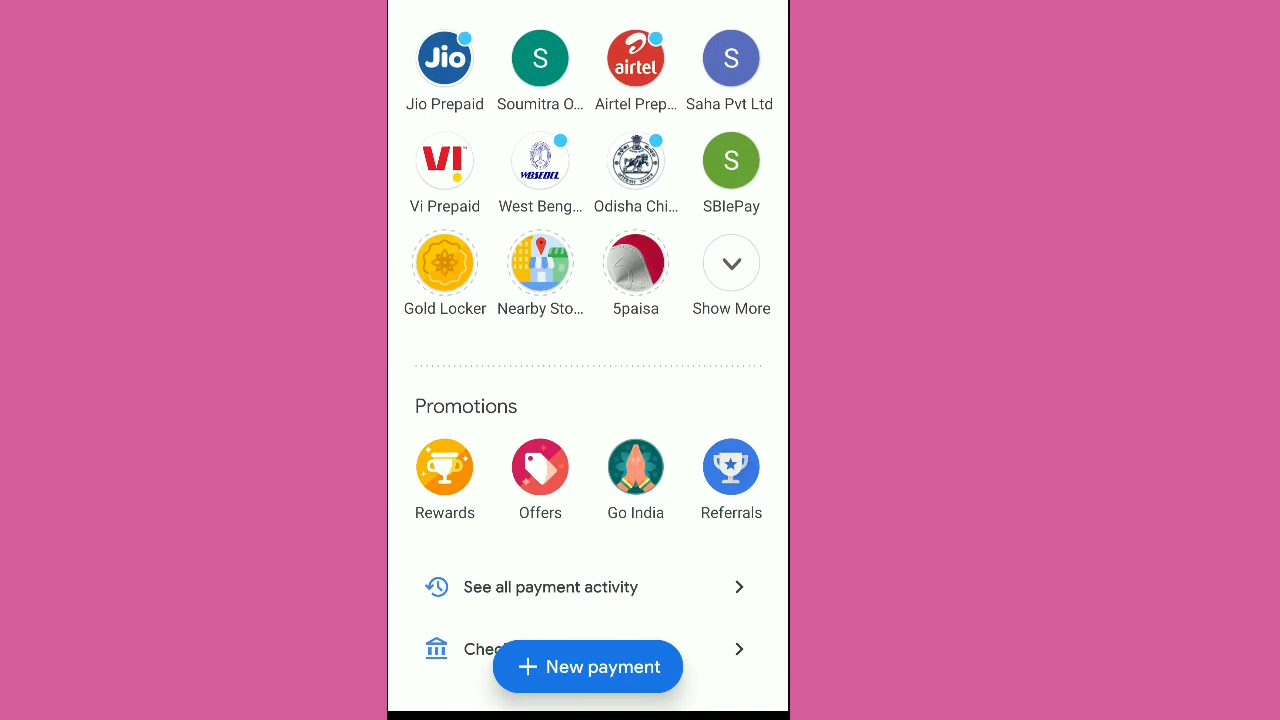 Jio S airtel S
Jio Prepaid Soumitra O... Airtel Prep... Saha Pvt Ltd
VI WBSEDCL S
Vi Prepaid West Beng... Odisha Chi... SBIePay
Gold Locker Nearby Sto... 5paisa Show More
Promotions
Rewards Offers Go India Referrals
See all payment activity
New payment